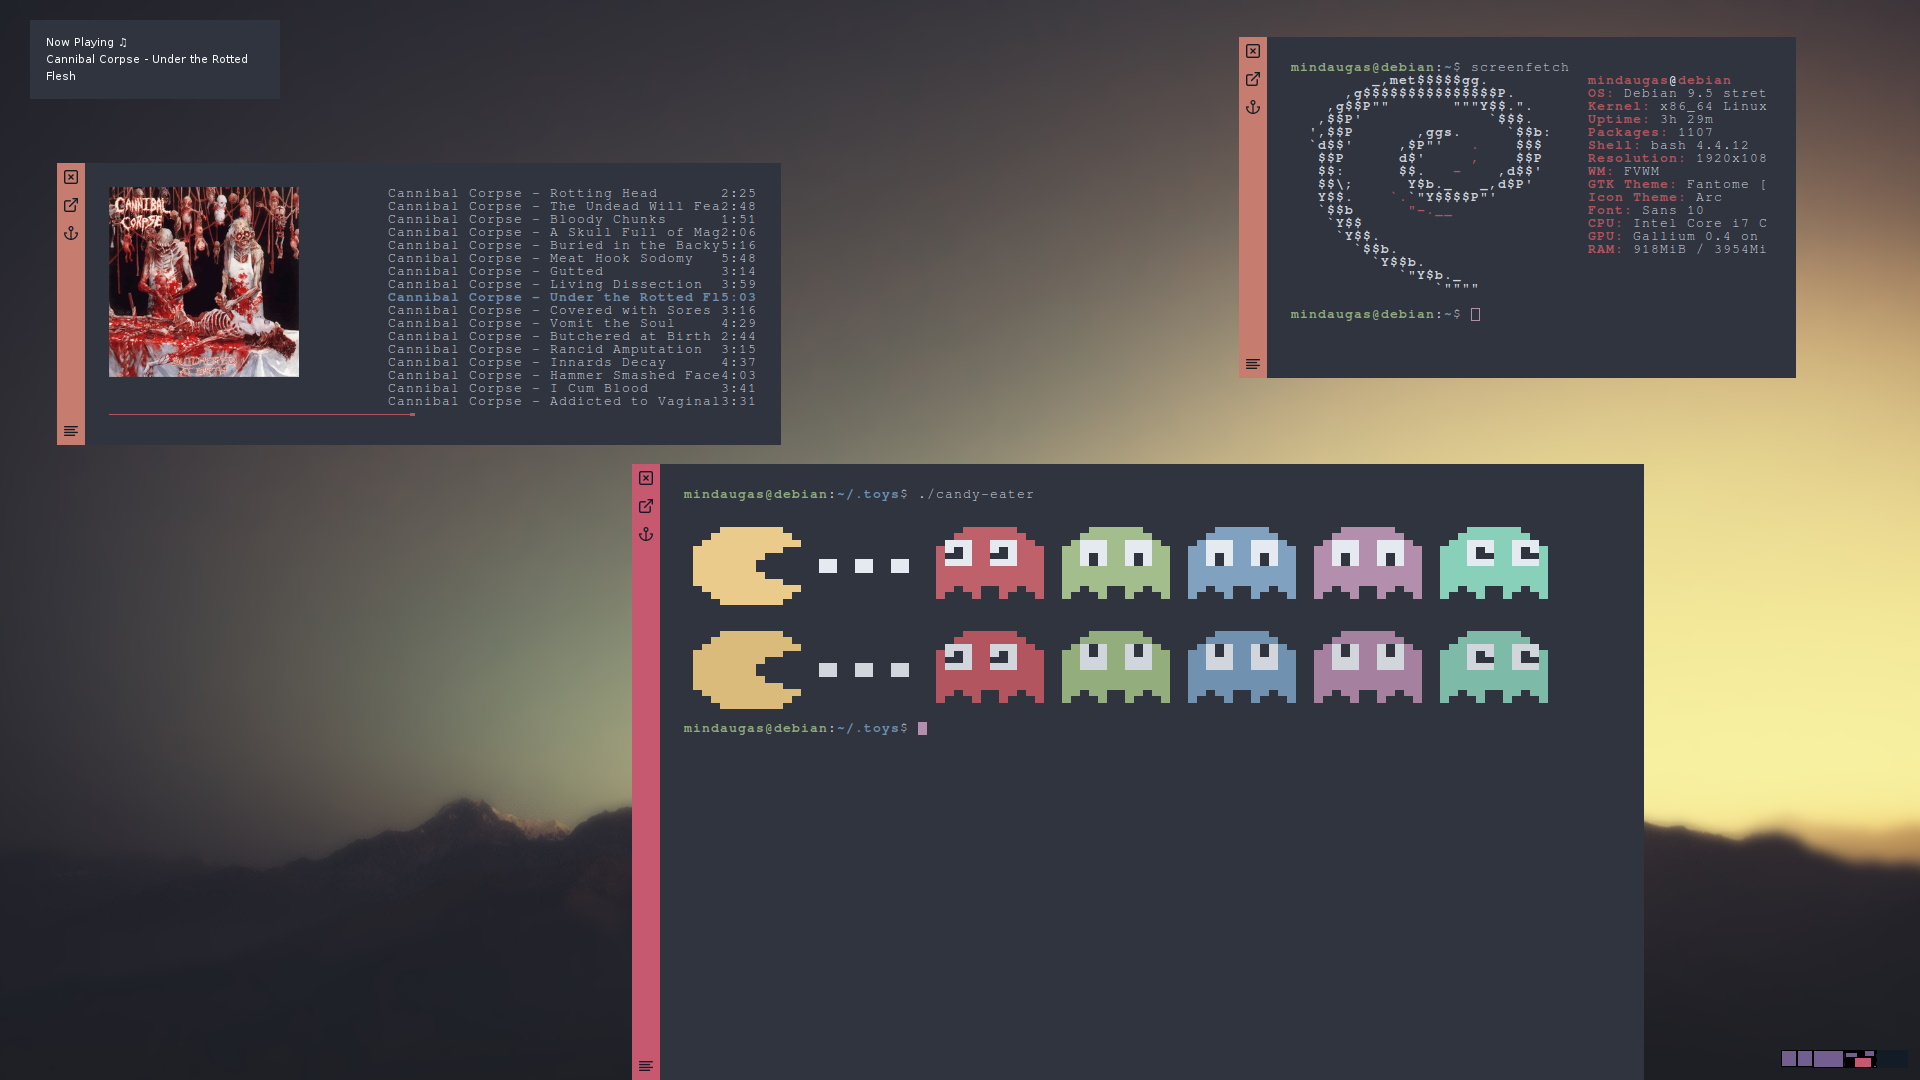 Now Playing ♫
Cannibal Corpse - Under the Rotted
Flesh
CANNIBAL
CORPSE
Cannibal Corpse - Rotting Head 2:25
Cannibal Corpse - The Undead Will Fea2:48
Cannibal Corpse - Bloody Chunks 1:51
Cannibal Corpse - A Skull Full of Mag2:06
Cannibal Corpse - Buried in the Backy5:16
Cannibal Corpse - Meat Hook Sodomy 5:48
Cannibal Corpse - Gutted 3:14
Cannibal Corpse - Living Dissection 3:59
Cannibal Corpse - Under the Rotted Fl5:03
Cannibal Corpse - Covered with Sores 3:16
Cannibal Corpse - Vomit the Soul 4:29
Cannibal Corpse - Butchered at Birth 2:44
Cannibal Corpse - Rancid Amputation 3:15
Cannibal Corpse - Innards Decay 4:37
Cannibal Corpse - Hammer Smashed Face4:03
Cannibal Corpse - I Cum Blood 3:41
Cannibal Corpse - Addicted to Vaginal3:31
mindaugas@debian:~$ screenfetch
mindaugas@debian
OS: Debian 9.5 stret
Kernel: x86_64 Linux
Uptime: 3h 29m
Packages: 1107
Shell: bash 4.4.12
Resolution: 1920x108
WM: FVWM
GTK Theme: Fantome [
Icon Theme: Arc
Font: Sans 10
CPU: Intel Core i7 C
GPU: Gallium 0.4 on
RAM: 918MiB / 3954Mi
mindaugas@debian:~$
mindaugas@debian:~/.toys$ ./candy-eater
mindaugas@debian:~/.toys$